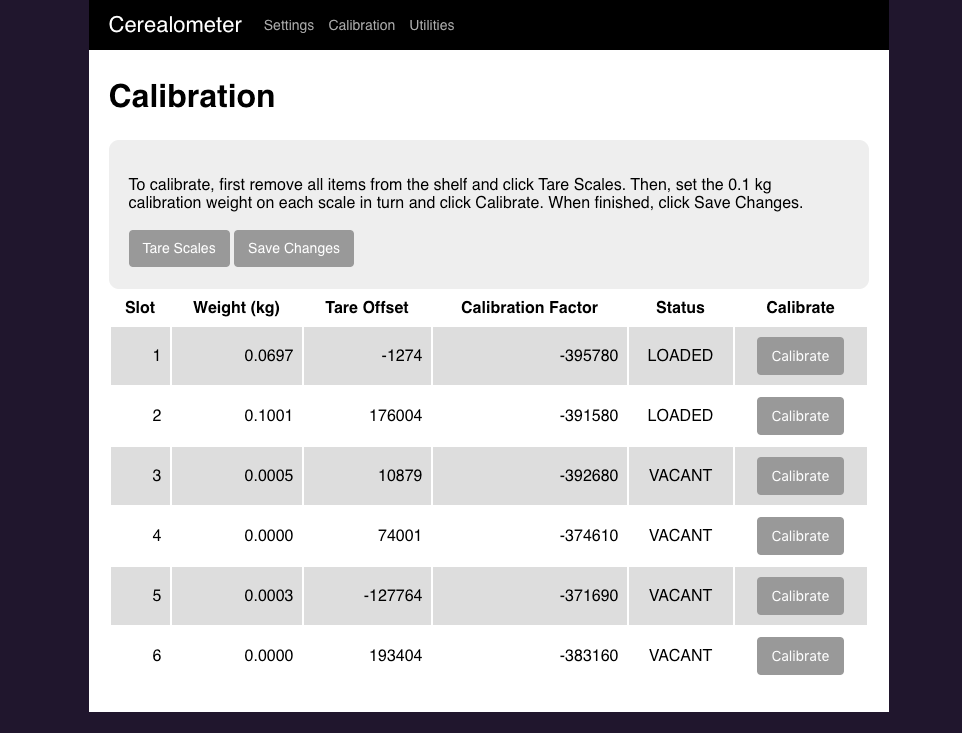 Cerealometer Settings Calibration Utilities
Calibration
To calibrate, first remove all items from the shelf and click Tare Scales. Then, set the 0.1 kg
calibration weight on each scale in turn and click Calibrate. When finished, click Save Changes.
Tare Scales Save Changes
Slot Weight (kg) Tare Offset Calibration Factor Status Calibrate
1 0.0697 -1274 -395780 LOADED Calibrate
2 0.1001 176004 -391580 LOADED Calibrate
3 0.0005 10879 -392680 VACANT Calibrate
4 0.0000 74001 -374610 VACANT Calibrate
5 0.0003 -127764 -371690 VACANT Calibrate
6 0.0000 193404 -383160 VACANT Calibrate